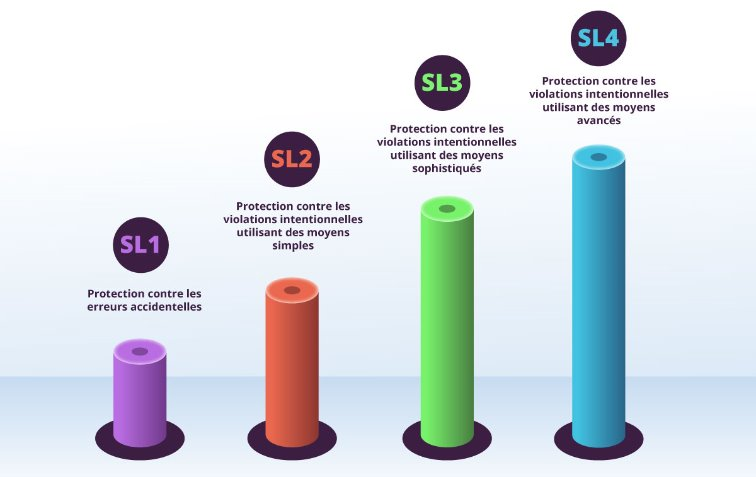 SL1
Protection contre les
erreurs accidentelles
SL2
Protection contre les
violations intentionnelles
utilisant des moyens
simples
SL3
Protection contre les
violations intentionnelles
utilisant des moyens
sophistiqués
SL4
Protection contre les
violations intentionnelles
utilisant des moyens
avancés